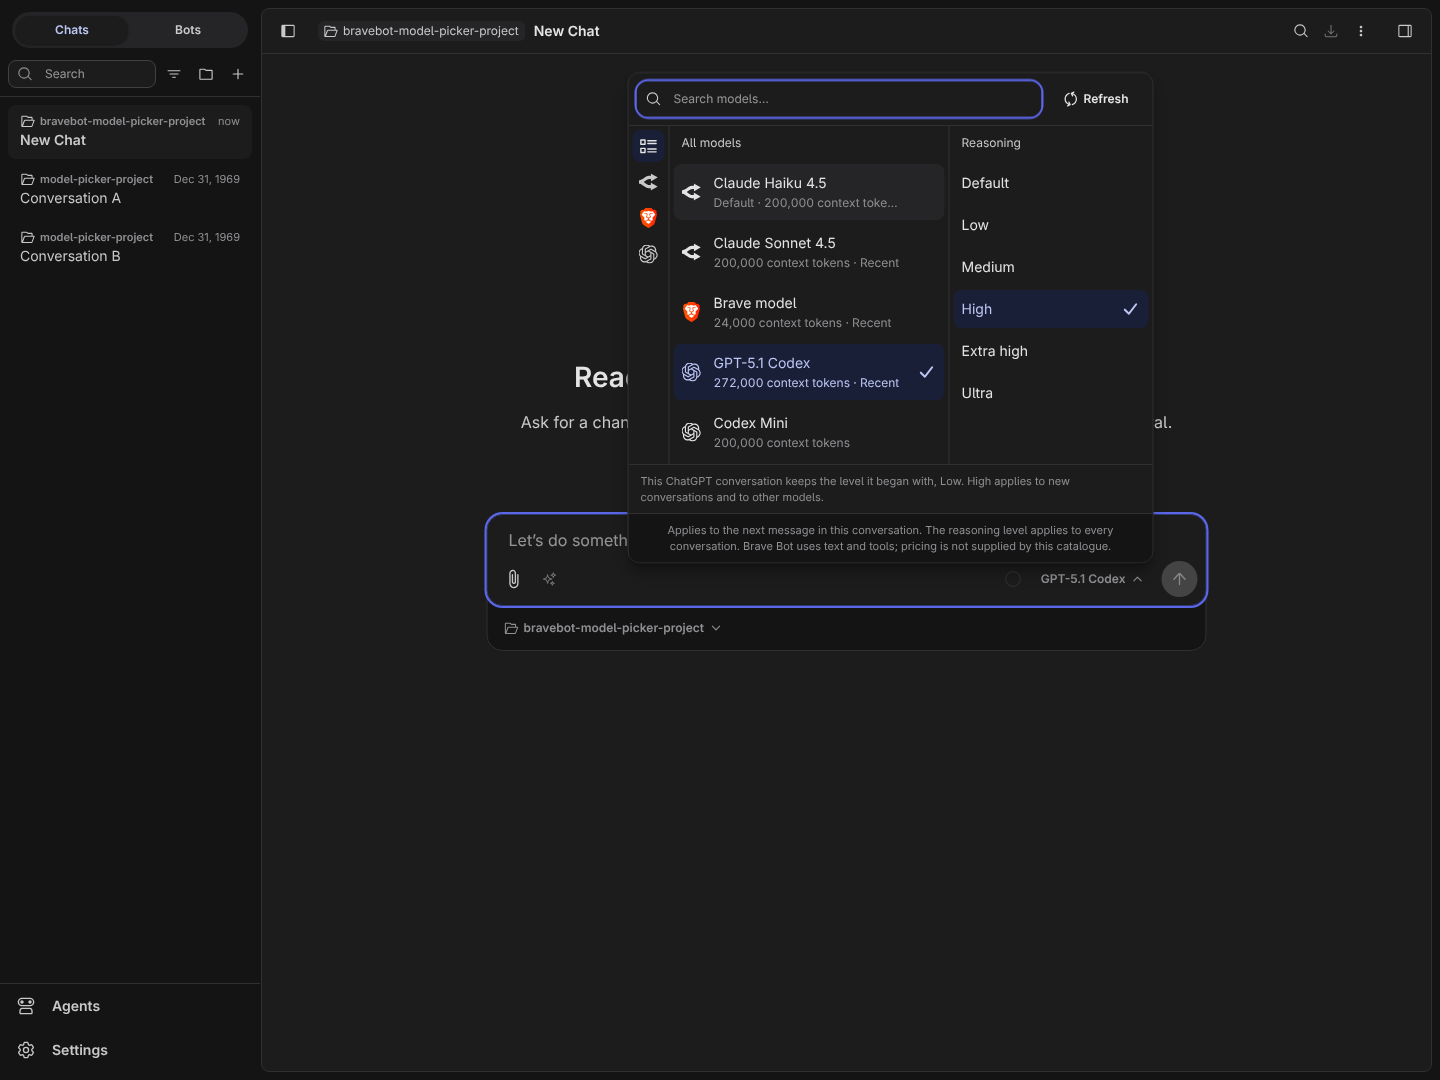 Chats
Bots
Search
bravebot-model-picker-project now
New Chat
model-picker-project Dec 31, 1969
Conversation A
model-picker-project Dec 31, 1969
Conversation B
Agents
Settings
bravebot-model-picker-project New Chat
Search models...
Refresh
All models
Claude Haiku 4.5
Default · 200,000 context toke...
Claude Sonnet 4.5
200,000 context tokens · Recent
Brave model
24,000 context tokens · Recent
GPT-5.1 Codex
272,000 context tokens · Recent
Codex Mini
200,000 context tokens
Reasoning
Default
Low
Medium
High
Extra high
Ultra
This ChatGPT conversation keeps the level it began with, Low. High applies to new
conversations and to other models.
Applies to the next message in this conversation. The reasoning level applies to every
conversation. Brave Bot uses text and tools; pricing is not supplied by this catalogue.
Ask for a
Let's do
GPT-5.1 Codex
bravebot-model-picker-project